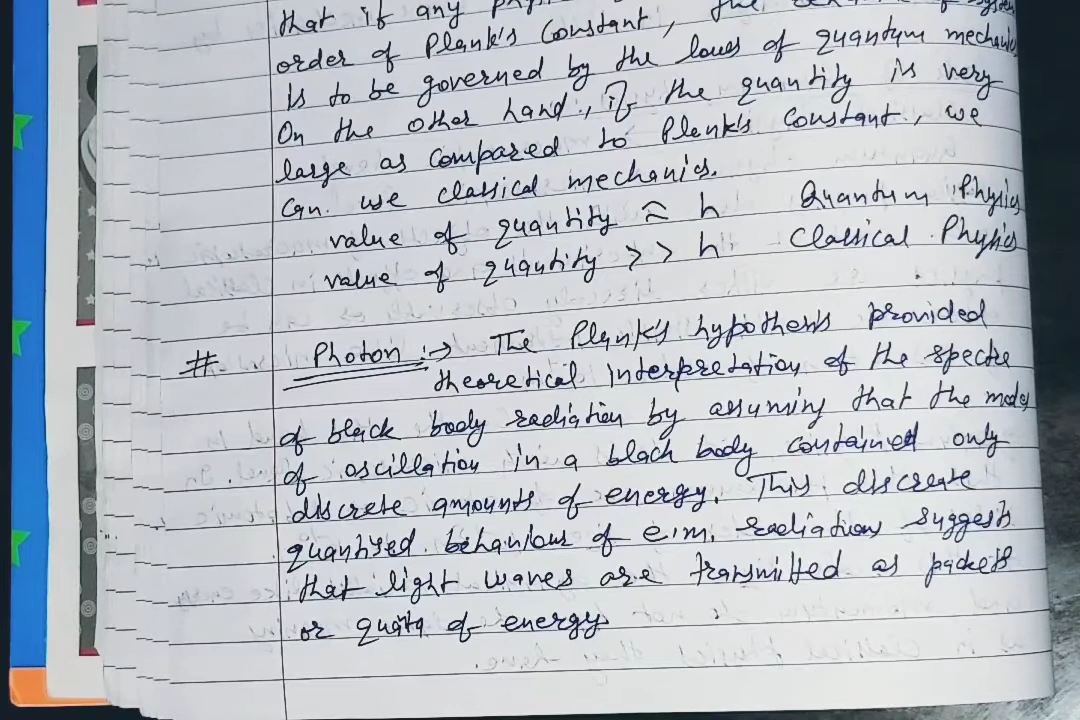 that if any
order of Plank's Constant, the
is to be governed by the laws of quantum mechanics
On the other hand, if the quantity is very
large as compared to Plank's Constant, we
can use classical mechanics.
value of quantity ≈ h Quantum Physics
value of quantity >> h Classical Physics
# Photon :→ The Plank's hypothesis provided
theoretical interpretation of the spectra
of black body radiation by assuming that the modes
of oscillation in a black body contained only
discrete amounts of energy. This discreate
quantised behaviour of e.m. radiations suggests
that light waves are transmitted as packets
or quata of energy